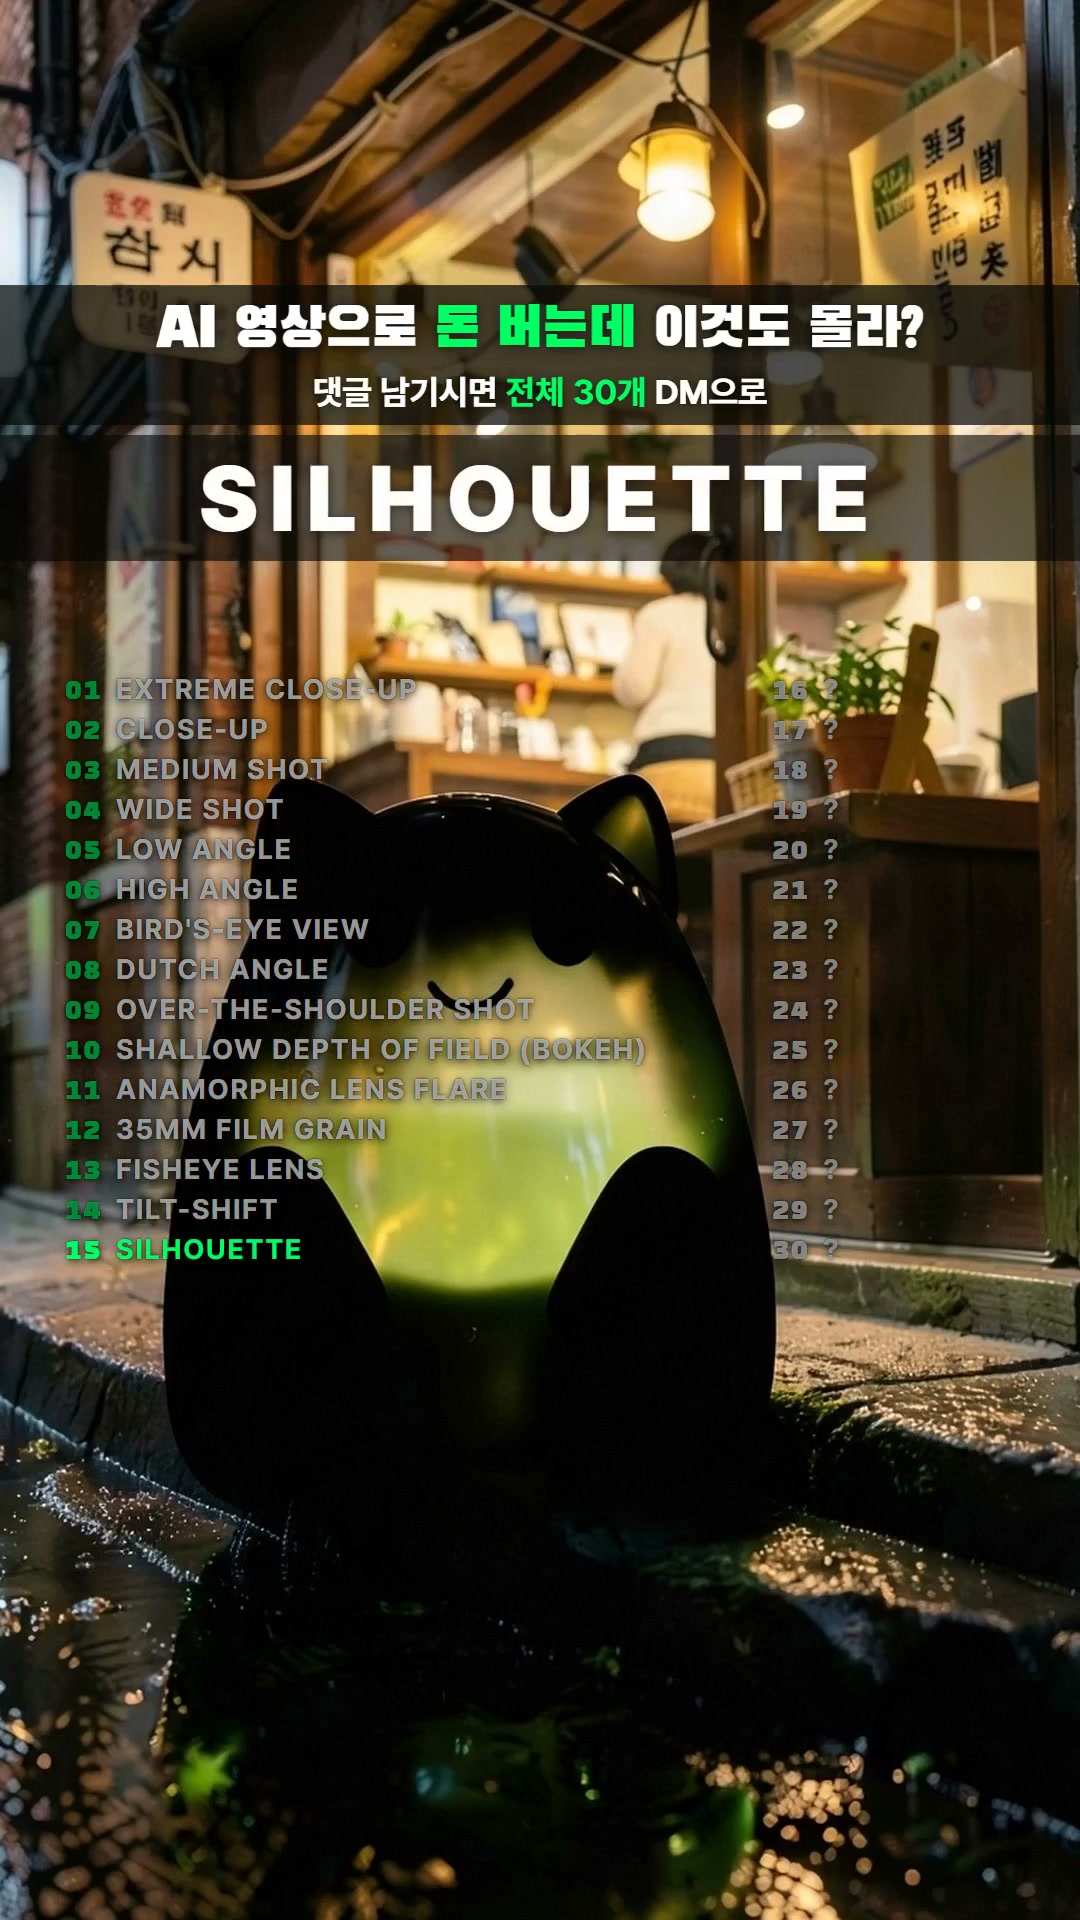 참시
AI 영상으로 돈 버는데 이것도 몰라?
댓글 남기시면 전체 30개 DM으로
SILHOUETTE
01 EXTREME CLOSE-UP
02 CLOSE-UP
03 MEDIUM SHOT
04 WIDE SHOT
05 LOW ANGLE
06 HIGH ANGLE
07 BIRD'S-EYE VIEW
08 DUTCH ANGLE
09 OVER-THE-SHOULDER SHOT
10 SHALLOW DEPTH OF FIELD (BOKEH)
11 ANAMORPHIC LENS FLARE
12 35MM FILM GRAIN
13 FISHEYE LENS
14 TILT-SHIFT
15 SILHOUETTE
16 ?
17 ?
18 ?
19 ?
20 ?
21 ?
22 ?
23 ?
24 ?
25 ?
26 ?
27 ?
28 ?
29 ?
30 ?